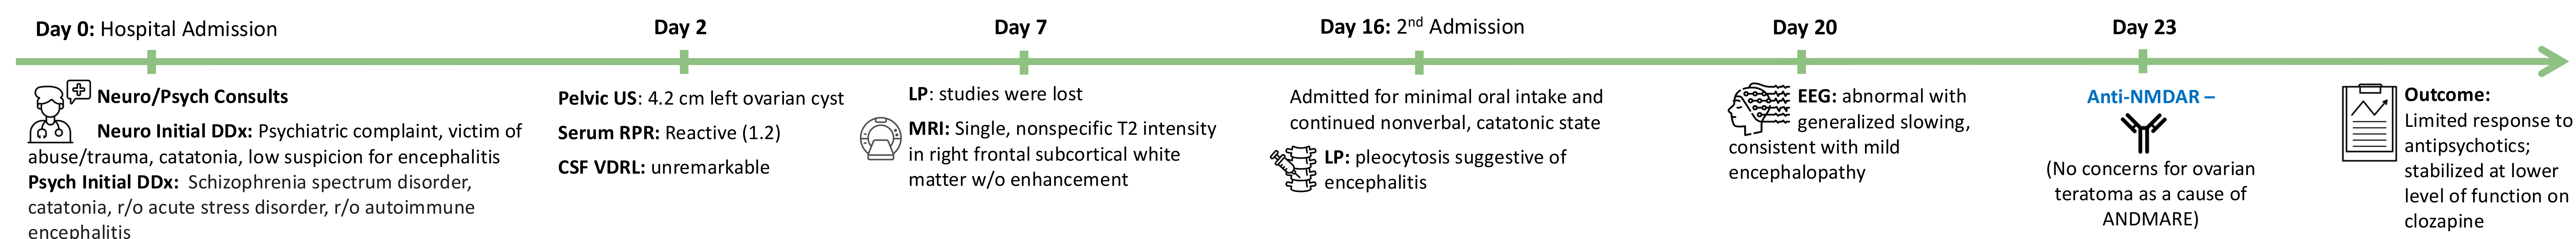 Day 0: Hospital Admission
Neuro/Psych Consults
Neuro Initial DDx: Psychiatric complaint, victim of
abuse/trauma, catatonia, low suspicion for encephalitis
Psych Initial DDx: Schizophrenia spectrum disorder,
catatonia, r/o acute stress disorder, r/o autoimmune
encephalitis
Day 2
Pelvic US: 4.2 cm left ovarian cyst
Serum RPR: Reactive (1.2)
CSF VDRL: unremarkable
Day 7
LP: studies were lost
MRI: Single, nonspecific T2 intensity
in right frontal subcortical white
matter w/o enhancement
Day 16: 2nd Admission
Admitted for minimal oral intake and
continued nonverbal, catatonic state
LP: pleocytosis suggestive of
encephalitis
Day 20
EEG: abnormal with
generalized slowing,
consistent with mild
encephalopathy
Day 23
Anti-NMDAR –
(No concerns for ovarian
teratoma as a cause of
ANDMARE)
Outcome:
Limited response to
antipsychotics;
stabilized at lower
level of function on
clozapine